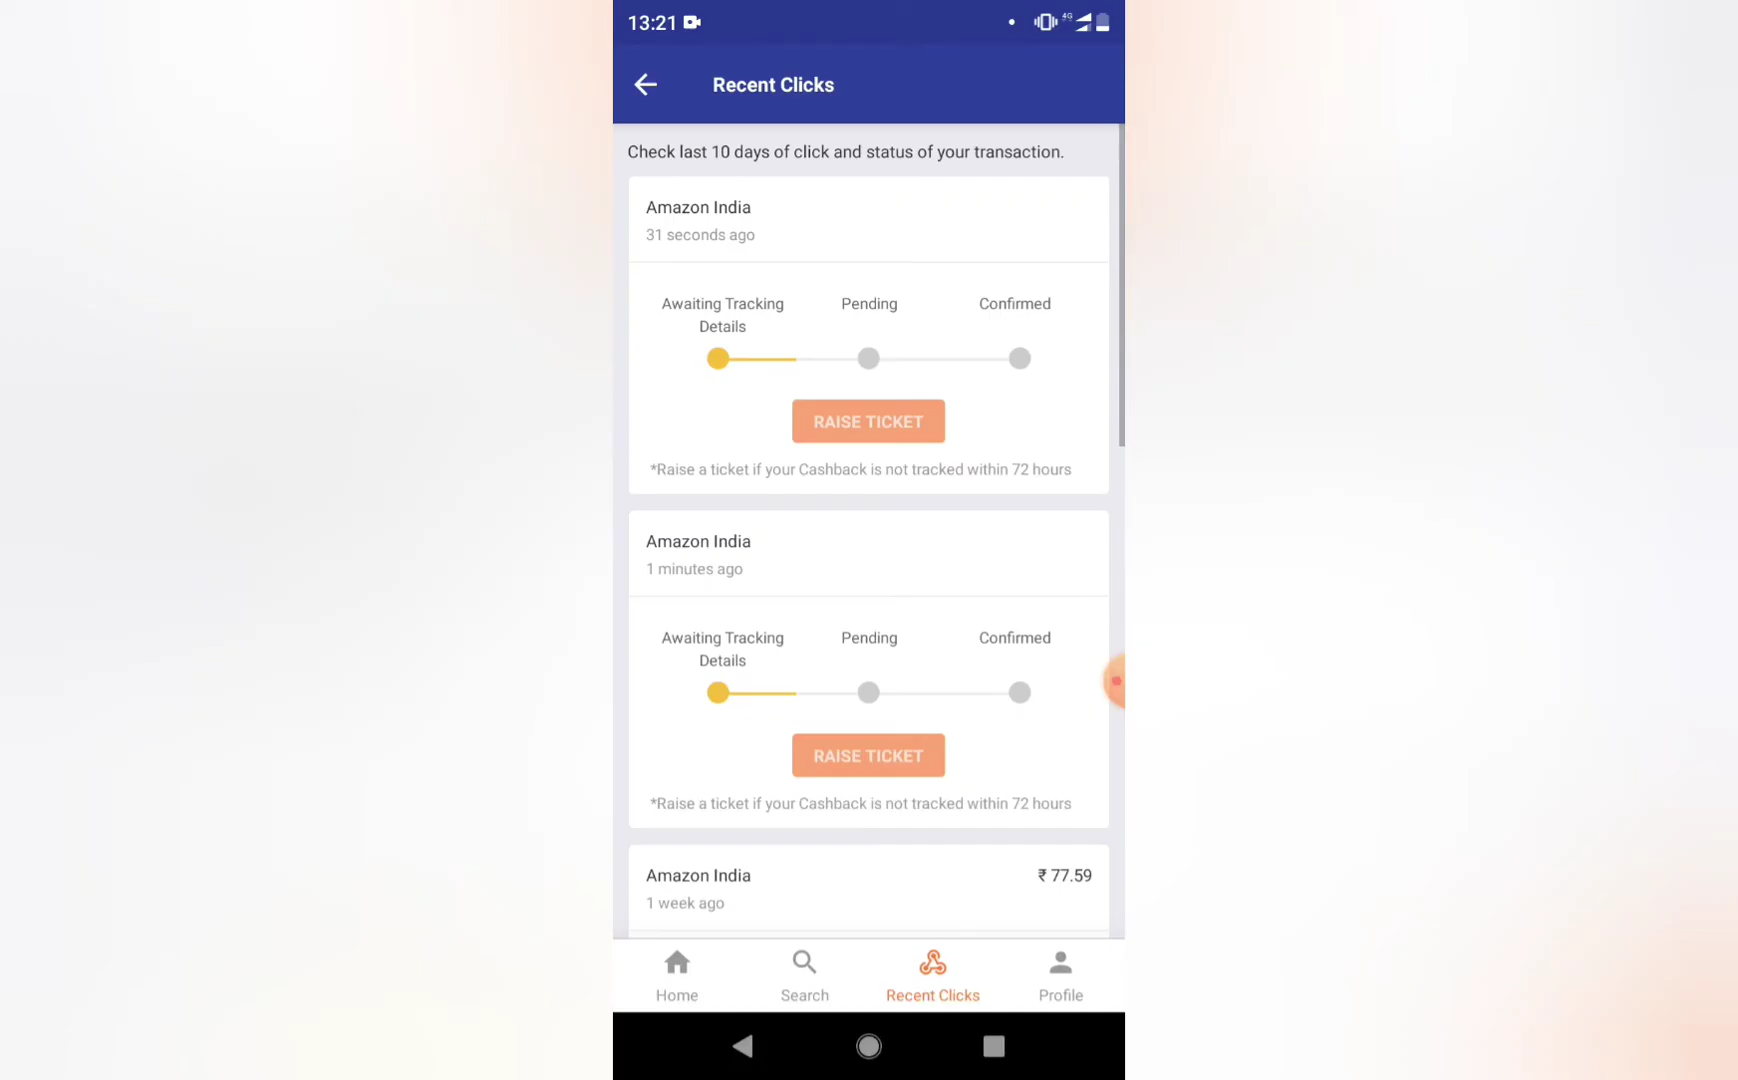 13:21
4G
Recent Clicks
Check last 10 days of click and status of your transaction.
Amazon India
31 seconds ago
Awaiting Tracking Details
Pending
Confirmed
RAISE TICKET
*Raise a ticket if your Cashback is not tracked within 72 hours
Amazon India
1 minutes ago
Awaiting Tracking Details
Pending
Confirmed
RAISE TICKET
*Raise a ticket if your Cashback is not tracked within 72 hours
Amazon India
₹ 77.59
1 week ago
Home
Search
Recent Clicks
Profile